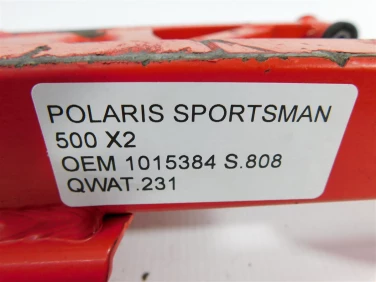 POLARIS SPORTSMAN
500 X2
OEM 1015384 S.808
QWAT.231